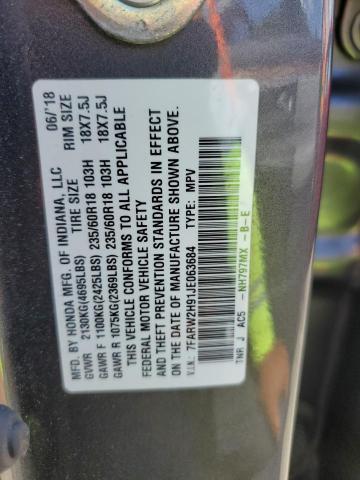 MFD. BY HONDA MFG. OF INDIANA, LLC 06/'18
TIRE SIZE RIM SIZE
GVWR 2130KG(4695LBS)
GAWR F 1100KG(2425LBS) 235/60R18 103H 18X7.5J
GAWR R 1075KG(2369LBS) 235/60R18 103H 18X7.5J
THIS VEHICLE CONFORMS TO ALL APPLICABLE
FEDERAL MOTOR VEHICLE SAFETY
AND THEFT PREVENTION STANDARDS IN EFFECT
ON THE DATE OF MANUFACTURE SHOWN ABOVE.
V.I.N.: 7FARW2H91JE063684 TYPE: MPV
TNR J AC5 -NH797MX -B-E